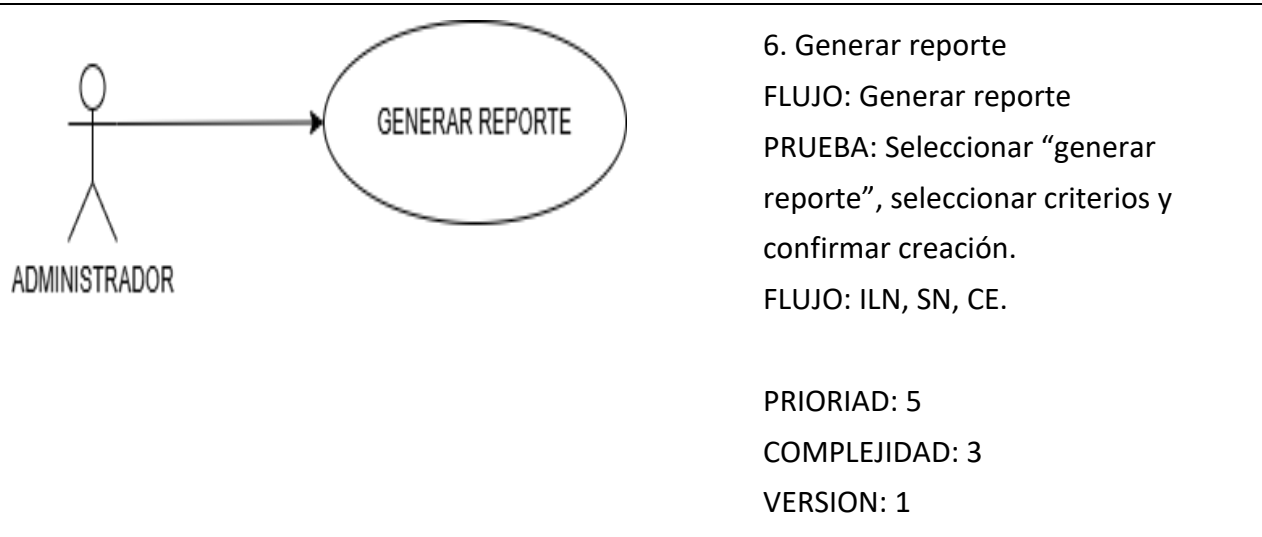 GENERAR REPORTE
ADMINISTRADOR
6. Generar reporte
FLUJO: Generar reporte
PRUEBA: Seleccionar “generar
reporte”, seleccionar criterios y
confirmar creación.
FLUJO: ILN, SN, CE.
PRIORIAD: 5
COMPLEJIDAD: 3
VERSION: 1